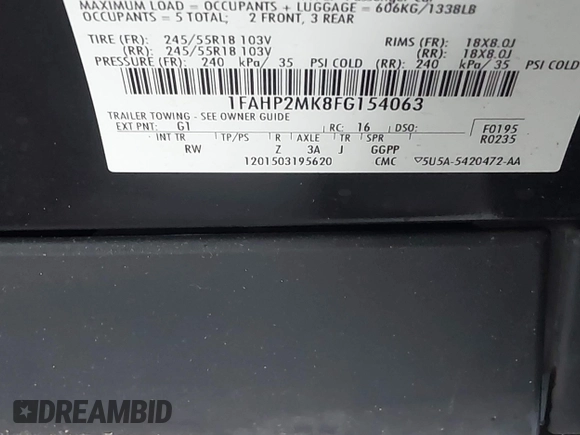 MAXIMUM LOAD = OCCUPANTS + LUGGAGE = 606KG/1338LB
OCCUPANTS = 5 TOTAL; 2 FRONT, 3 REAR
TIRE (FR): 245/55R18 103V RIMS (FR): 18X8.0J
(RR): 245/55R18 103V (RR): 18X8.0J
PRESSURE (FR): 240 kPa/35 PSI COLD (RR): 240 kPa/35 PSI COLD
1FAHP2MK8FG154063
TRAILER TOWING - SEE OWNER GUIDE
EXT PNT: G1 RC: 16 DSO: F0195
INT TR TP/PS R AXLE TR SPR R0235
RW Z 3A J GGPP
1201503195620 CMC 5U5A-5420472-AA
DREAMBID